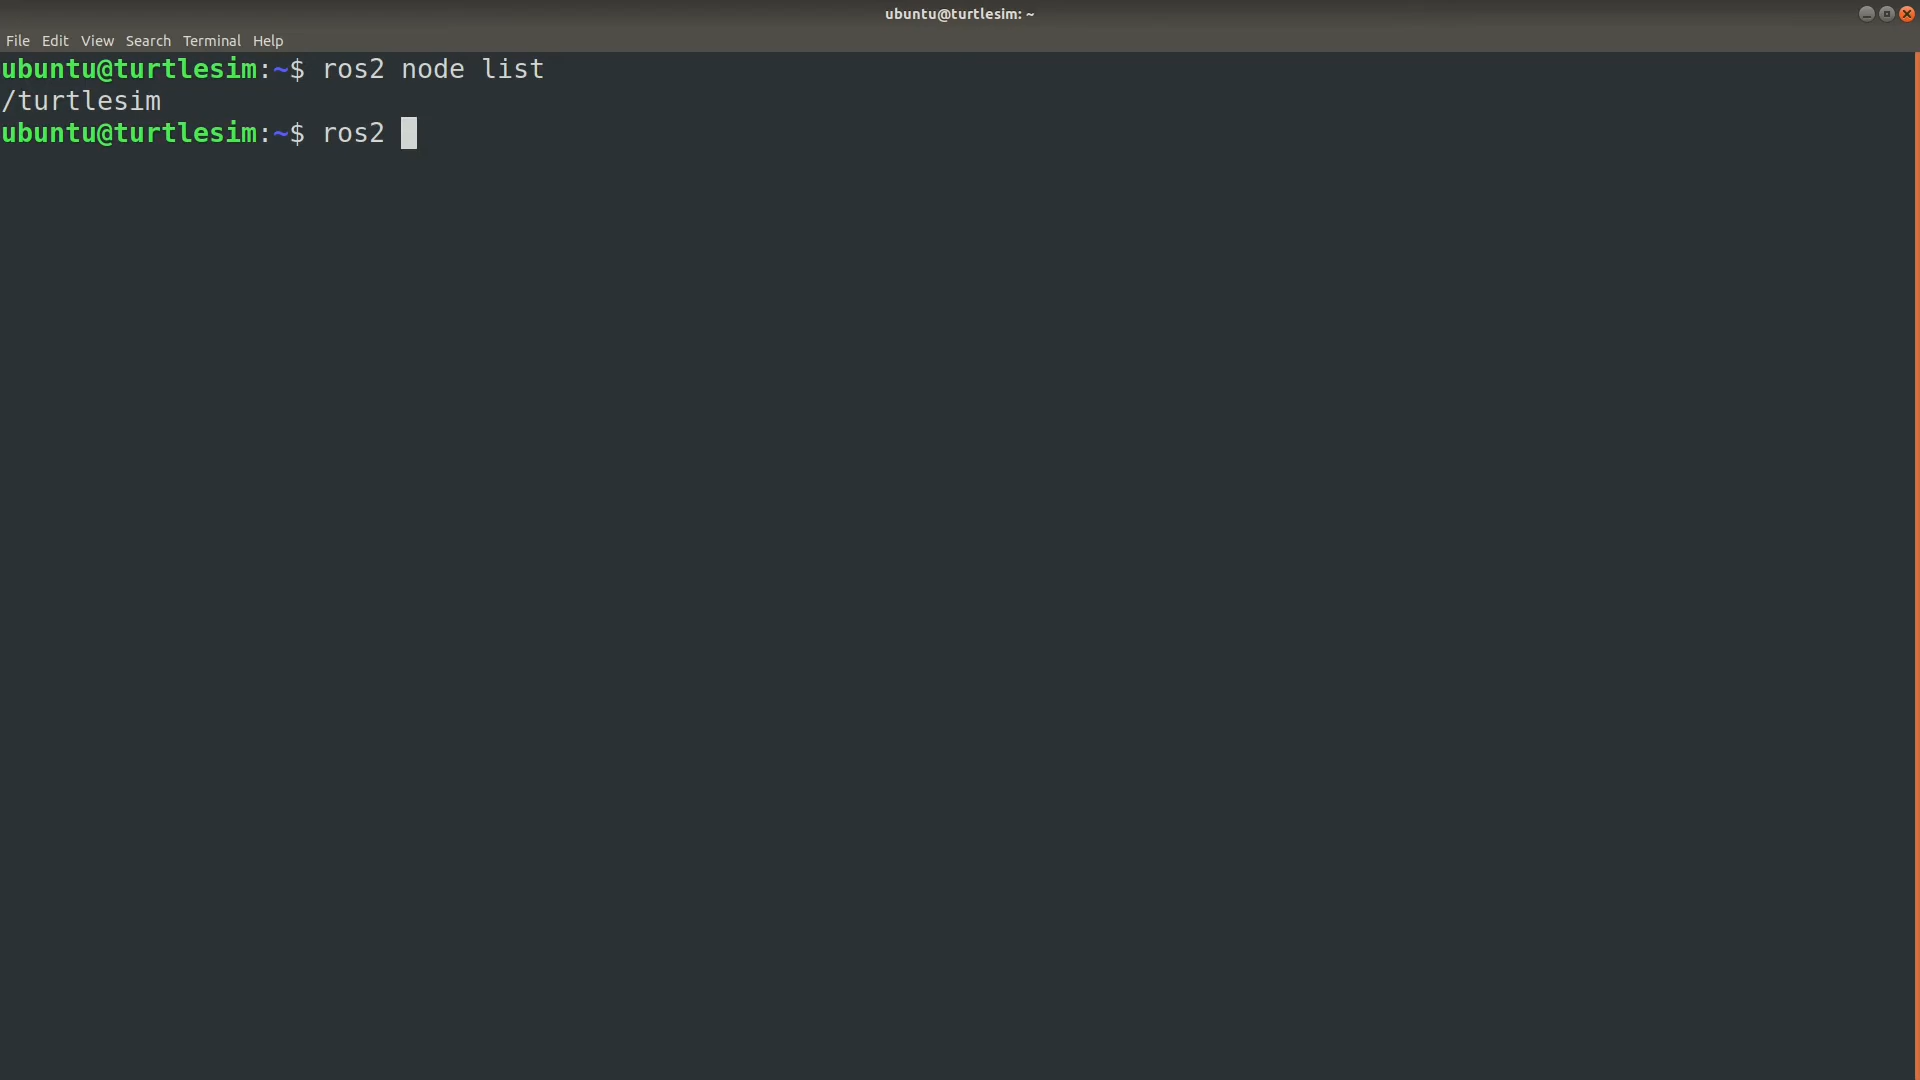 ubuntu@turtlesim: ~
File Edit View Search Terminal Help
ubuntu@turtlesim:~$ ros2 node list
/turtlesim
ubuntu@turtlesim:~$ ros2